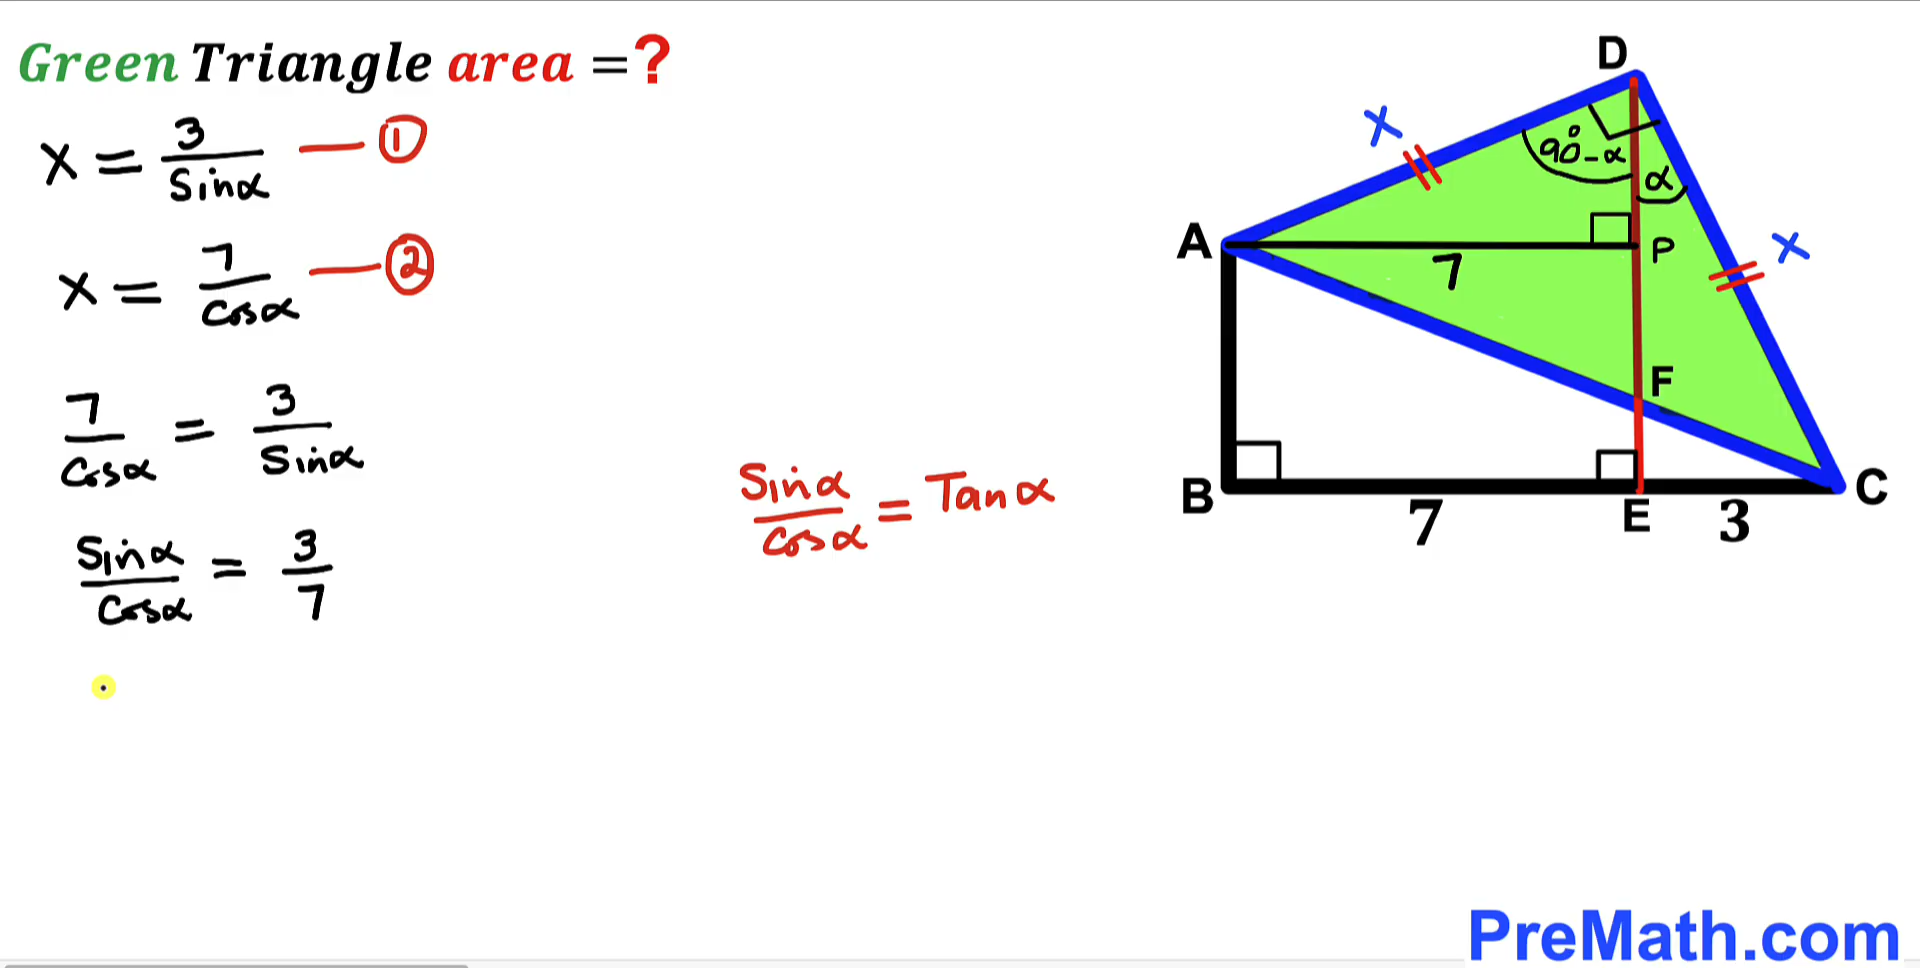 Green Triangle area =?
x = 3/Sinα —①
x = 7/Cosα —②
7/Cosα = 3/Sinα
Sinα/Cosα = 3/7
Sinα/Cosα = Tanα
D
x
90°-α
α
A
P
x
7
F
B
E
C
7
3
PreMath.com